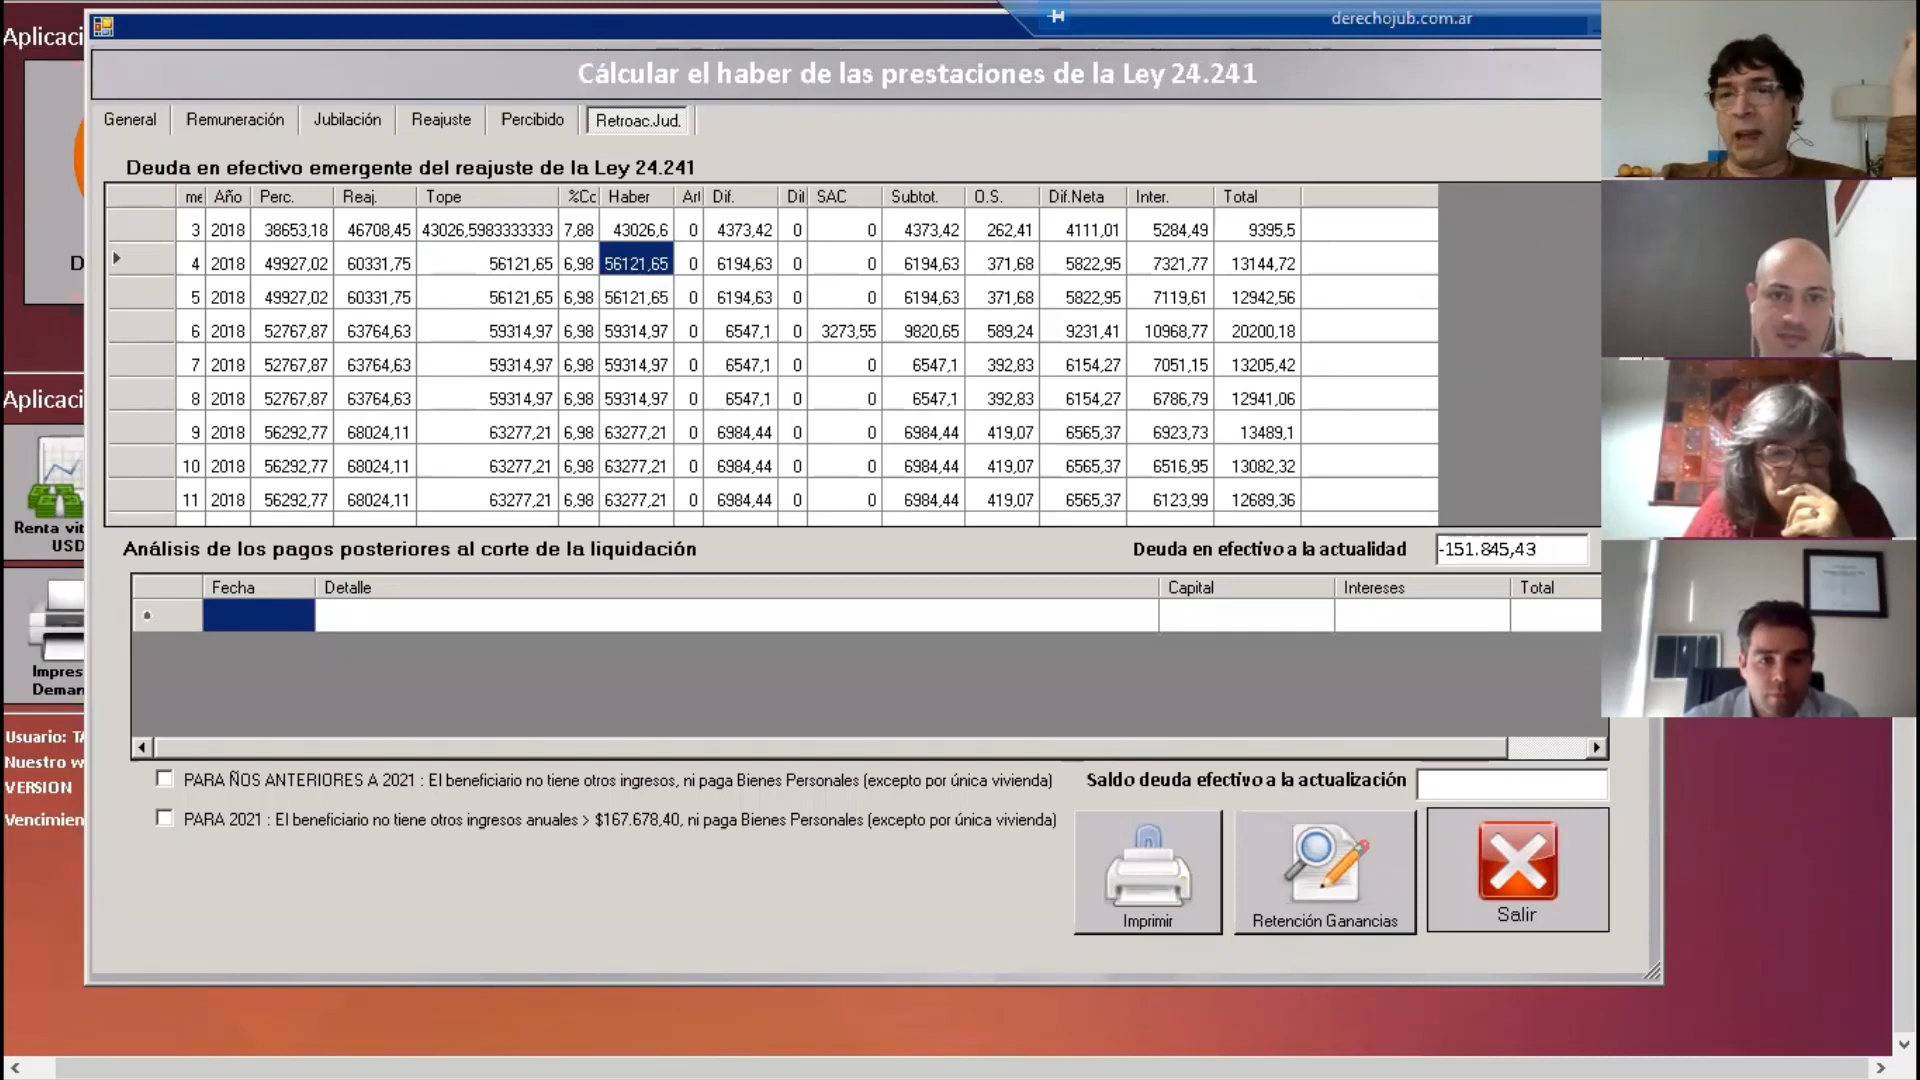 derechojub.com.ar
Cálcular el haber de las prestaciones de la Ley 24.241
General Remuneración Jubilación Reajuste Percibido Retroac.Jud.
Deuda en efectivo emergente del reajuste de la Ley 24.241
me Año Perc. Reaj. Tope %Cc Haber Arl Dif. Dil SAC Subtot. O.S. Dif.Neta Inter. Total
3 2018 38653,18 46708,45 43026,5983333333 7,88 43026,6 0 4373,42 0 0 4373,42 262,41 4111,01 5284,49 9395,5
4 2018 49927,02 60331,75 56121,65 6,98 56121,65 0 6194,63 0 0 6194,63 371,68 5822,95 7321,77 13144,72
5 2018 49927,02 60331,75 56121,65 6,98 56121,65 0 6194,63 0 0 6194,63 371,68 5822,95 7119,61 12942,56
6 2018 52767,87 63764,63 59314,97 6,98 59314,97 0 6547,1 0 3273,55 9820,65 589,24 9231,41 10968,77 20200,18
7 2018 52767,87 63764,63 59314,97 6,98 59314,97 0 6547,1 0 0 6547,1 392,83 6154,27 7051,15 13205,42
8 2018 52767,87 63764,63 59314,97 6,98 59314,97 0 6547,1 0 0 6547,1 392,83 6154,27 6786,79 12941,06
9 2018 56292,77 68024,11 63277,21 6,98 63277,21 0 6984,44 0 0 6984,44 419,07 6565,37 6923,73 13489,1
10 2018 56292,77 68024,11 63277,21 6,98 63277,21 0 6984,44 0 0 6984,44 419,07 6565,37 6516,95 13082,32
11 2018 56292,77 68024,11 63277,21 6,98 63277,21 0 6984,44 0 0 6984,44 419,07 6565,37 6123,99 12689,36
Análisis de los pagos posteriores al corte de la liquidación
Deuda en efectivo a la actualidad -151.845,43
Fecha Detalle Capital Intereses Total
PARA ÑOS ANTERIORES A 2021 : El beneficiario no tiene otros ingresos, ni paga Bienes Personales (excepto por única vivienda)
Saldo deuda efectivo a la actualización
PARA 2021 : El beneficiario no tiene otros ingresos anuales > $167.678,40, ni paga Bienes Personales (excepto por única vivienda)
Imprimir
Retención Ganancias
Salir
Aplicaci
D
Aplicaci
Renta vit
USD
Impres
Deman
Usuario: TA
Nuestro w
VERSION
Vencimien